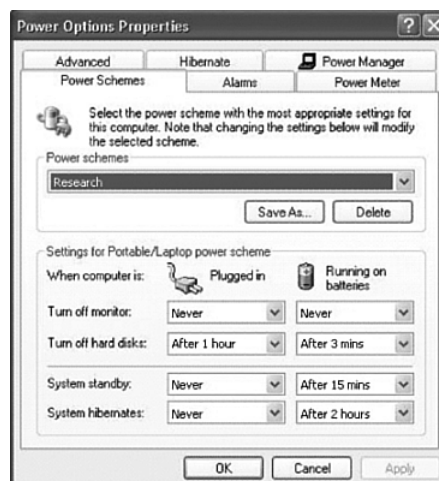 Power Options Properties
Advanced Hibernate Power Manager
Power Schemes Alarms Power Meter
Select the power scheme with the most appropriate settings for
this computer. Note that changing the settings below will modify
the selected scheme.
Power schemes
Research
Save As... Delete
Settings for Portable/Laptop power scheme
When computer is: Plugged in Running on
batteries
Turn off monitor: Never Never
Turn off hard disks: After 1 hour After 3 mins
System standby: Never After 15 mins
System hibernates: Never After 2 hours
OK Cancel Apply